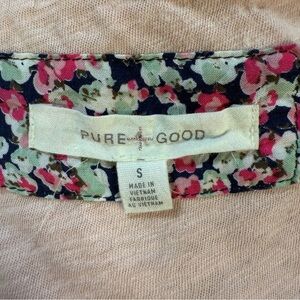 PURE GOOD
S
MADE IN
VIETNAM
FABRIQUÉ
AU VIETNAM